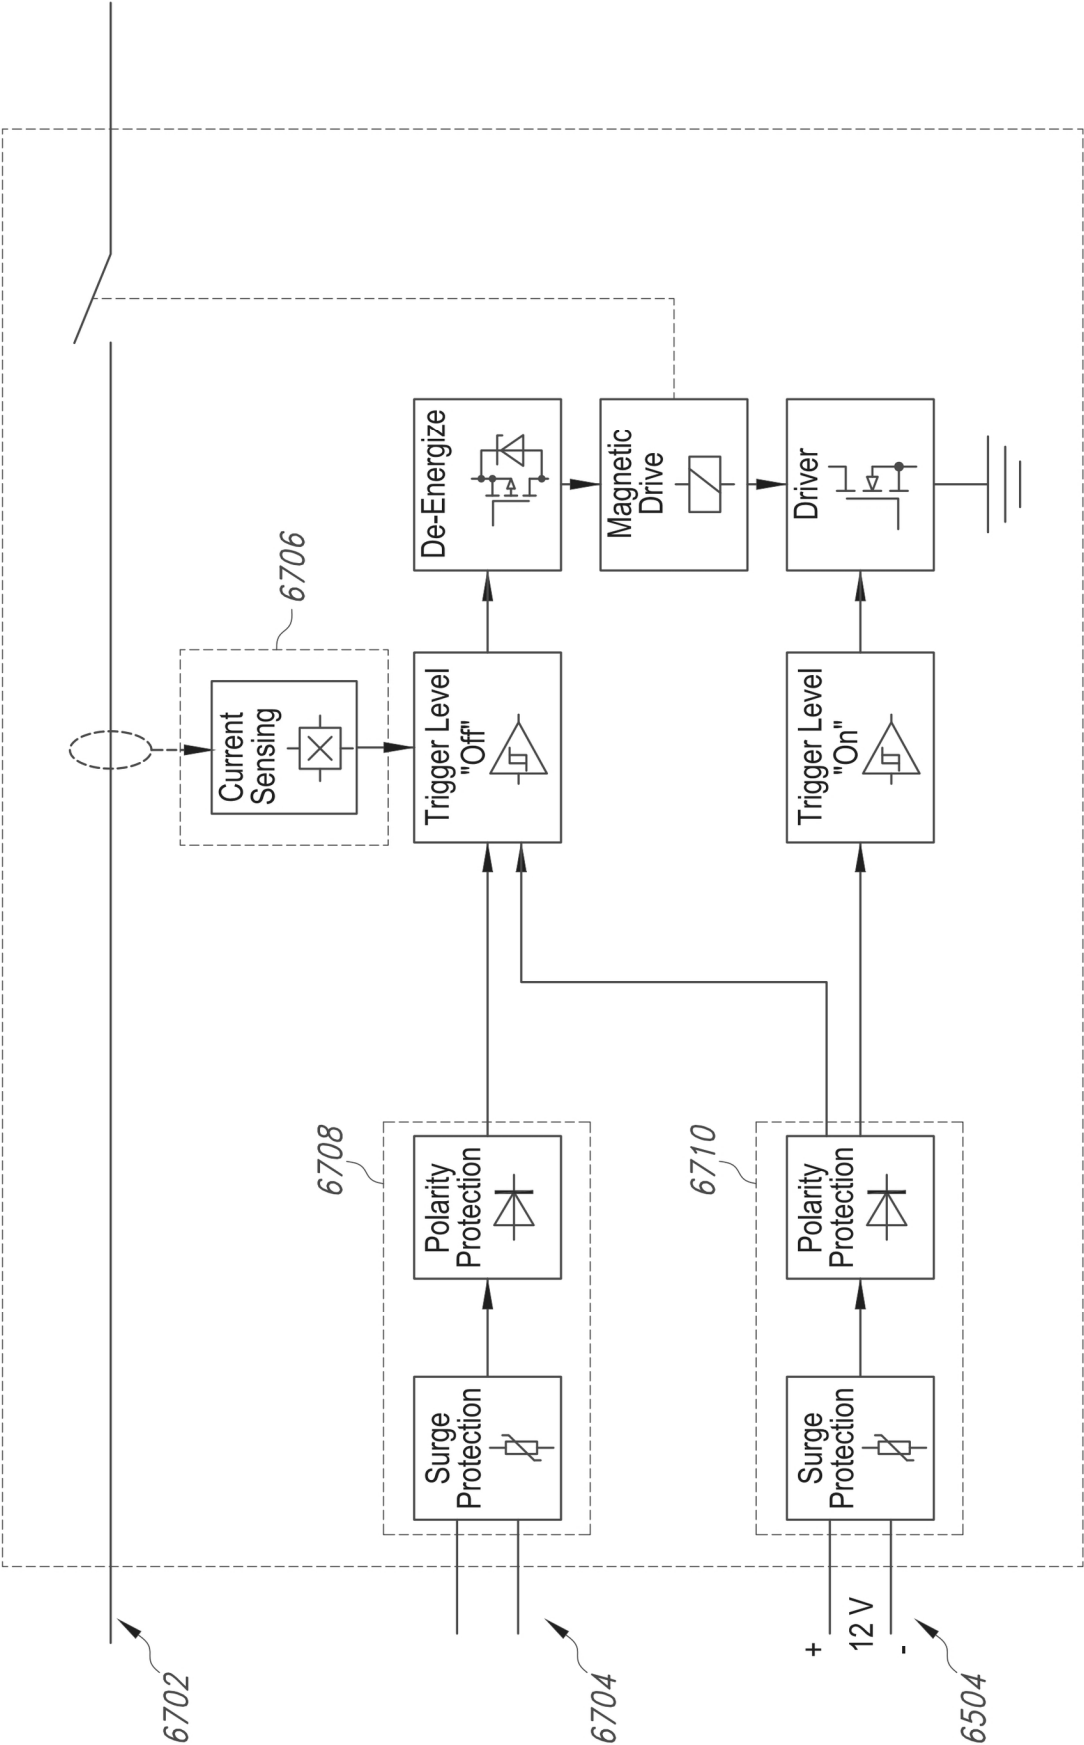 6702
Current
Sensing
6706
6704
6708
Surge
Protection
Polarity
Protection
Trigger Level
"Off"
De-Energize
Magnetic
Drive
6504
+
12 V
-
6710
Surge
Protection
Polarity
Protection
Trigger Level
"On"
Driver